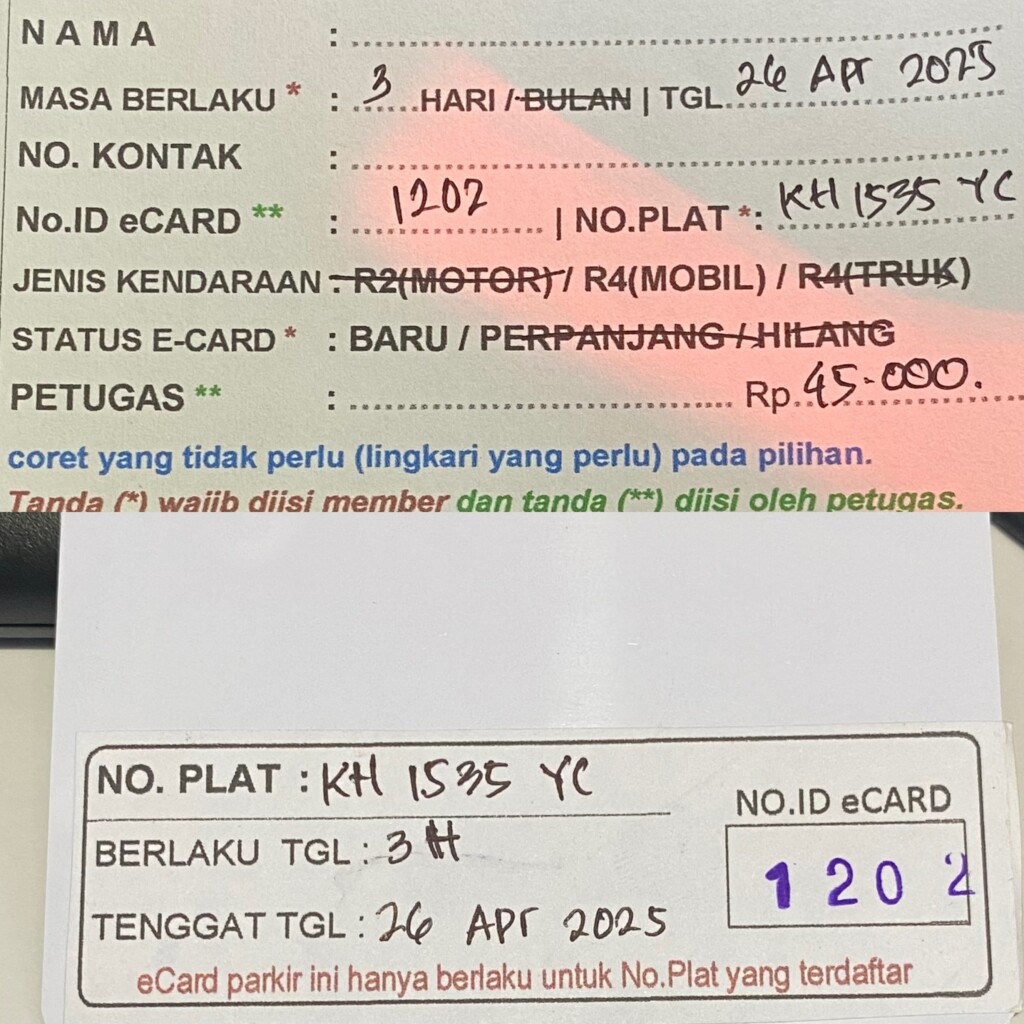 NAMA :
MASA BERLAKU * : 3 HARI / BULAN | TGL. 26 Apr 2025
NO. KONTAK :
No.ID eCARD ** : 1202 | NO.PLAT *: KH 1535 YC
JENIS KENDARAAN : R2(MOTOR) / R4(MOBIL) / R4(TRUK)
STATUS E-CARD * : BARU / PERPANJANG / HILANG
PETUGAS ** : Rp. 45.000.
coret yang tidak perlu (lingkari yang perlu) pada pilihan.
Tanda (*) wajib diisi member dan tanda (**) diisi oleh petugas.
NO. PLAT : KH 1535 YC
NO.ID eCARD
BERLAKU TGL : 3 H
1202
TENGGAT TGL : 26 Apr 2025
eCard parkir ini hanya berlaku untuk No.Plat yang terdaftar